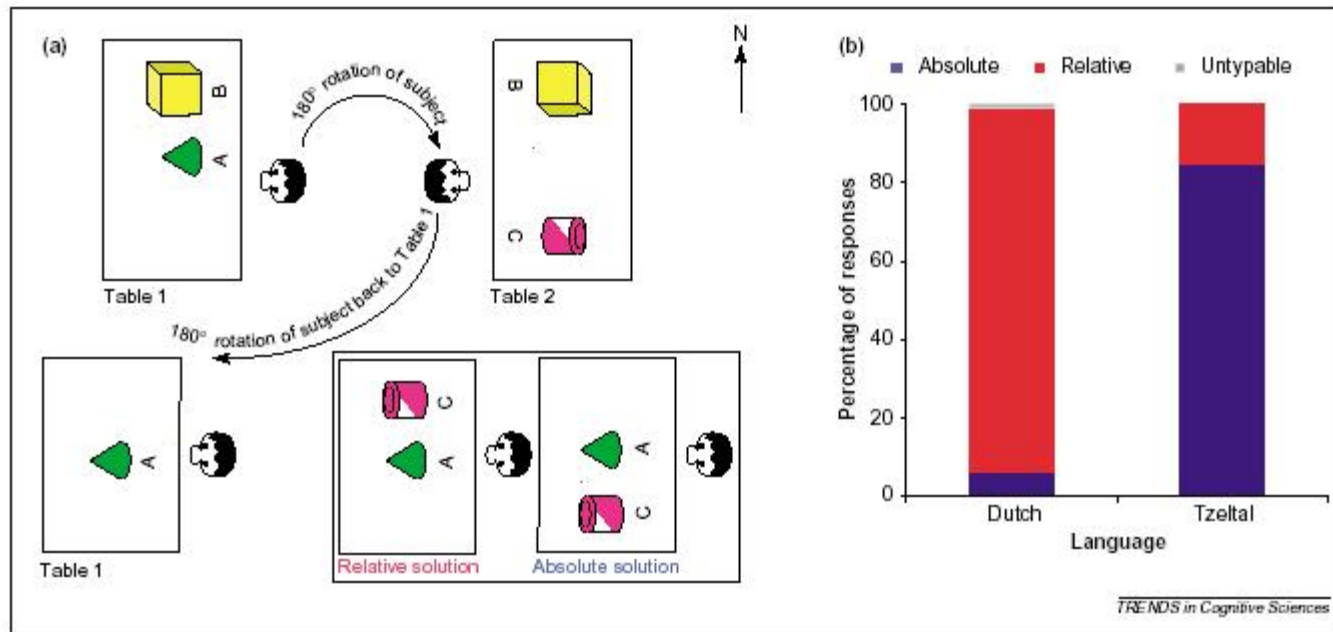 (a)
B
A
Table 1
180° rotation of subject
N
B
C
Table 2
180° rotation of subject back to Table 1
A
Table 1
C
A
Relative solution
A
C
Absolute solution
(b)
Absolute Relative Untypable
Percentage of responses
100
80
60
40
20
0
Dutch Tzeltal
Language
TRENDS in Cognitive Sciences